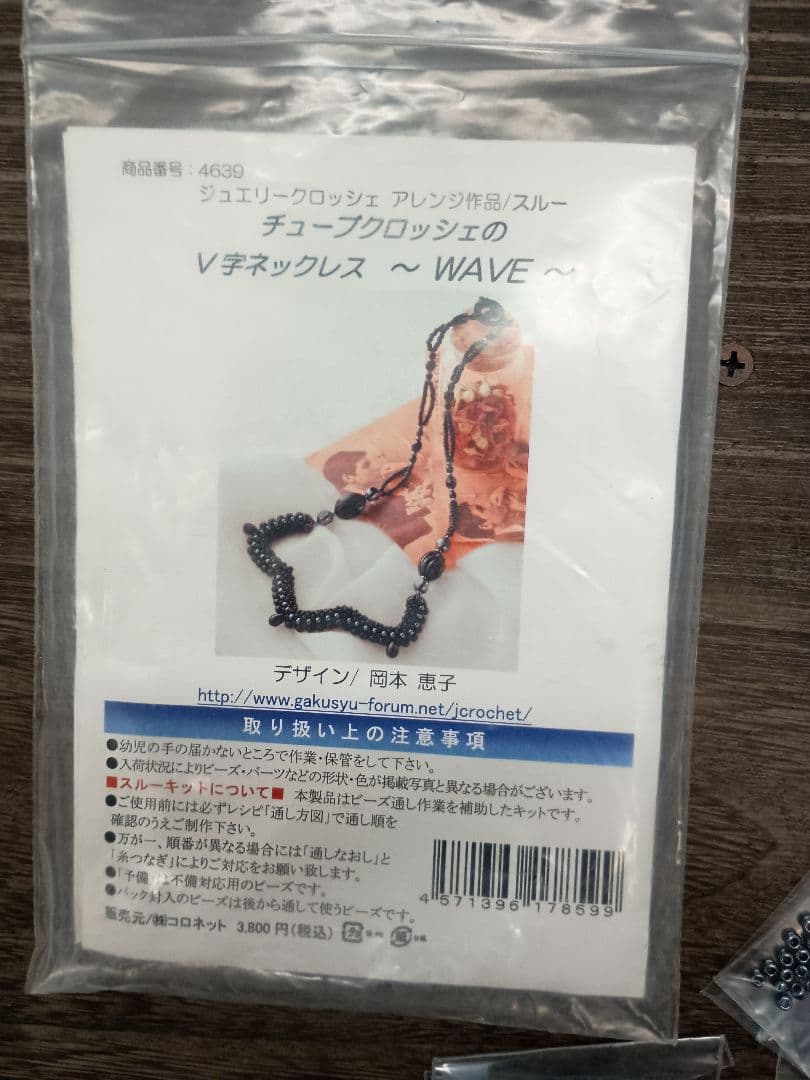 商品番号：4639
ジュエリークロッシェ アレンジ作品/スルー
チューブクロッシェの
V字ネックレス ～ WAVE ～
デザイン/ 岡本 恵子
http://www.gakusyu-forum.net/jcrochet/
取り扱い上の注意事項
●幼児の手の届かないところで作業・保管をして下さい。
●入荷状況によりビーズ・パーツなどの形状・色が掲載写真と異なる場合がございます。
■スルーキットについて■ 本製品はビーズ通し作業を補助したキットです。
●ご使用前には必ずレシピ「通し方図」で通し順を
確認のうえご制作下さい。
●万が一、順番が異なる場合には「通しなおし」と
「糸つなぎ」によりご対応をお願い致します。
●「予備」は不備対応用のビーズです。
●パック封入のビーズは後から通して使うビーズです。
販売元/㈱コロネット 3,800円(税込)
4 571396 178599